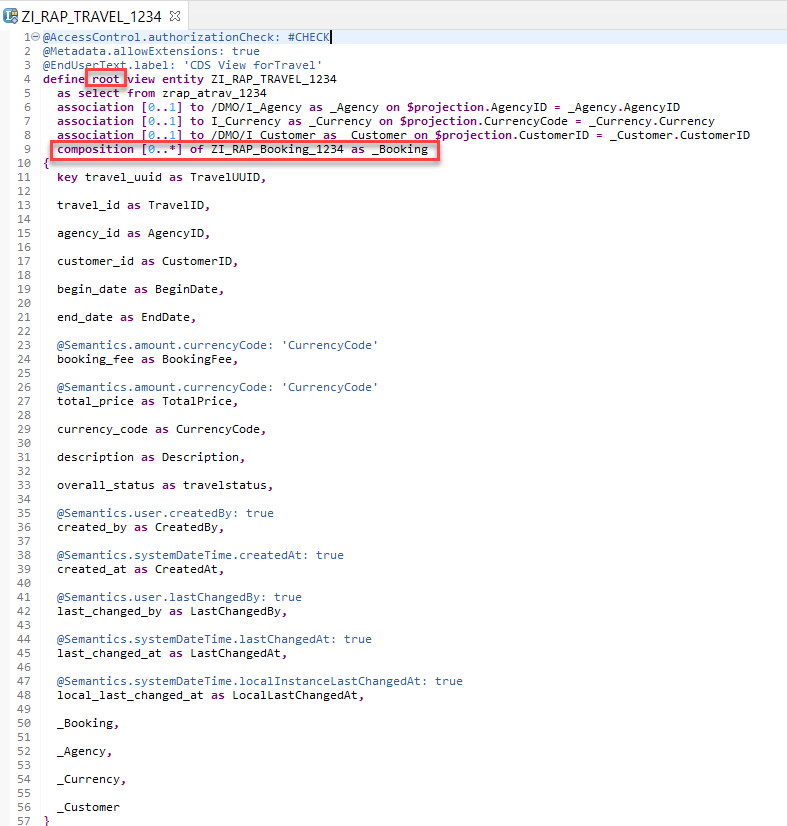 ZI_RAP_TRAVEL_1234
1 @AccessControl.authorizationCheck: #CHECK
2 @Metadata.allowExtensions: true
3 @EndUserText.label: 'CDS View forTravel'
4 define root view entity ZI_RAP_TRAVEL_1234
5 as select from zrap_atrav_1234
6 association [0..1] to /DMO/I_Agency as _Agency on $projection.AgencyID = _Agency.AgencyID
7 association [0..1] to I_Currency as _Currency on $projection.CurrencyCode = _Currency.Currency
8 association [0..1] to /DMO/I_Customer as _Customer on $projection.CustomerID = _Customer.CustomerID
9 composition [0..*] of ZI_RAP_Booking_1234 as _Booking
10 {
11 key travel_uuid as TravelUUID,
12
13 travel_id as TravelID,
14
15 agency_id as AgencyID,
16
17 customer_id as CustomerID,
18
19 begin_date as BeginDate,
20
21 end_date as EndDate,
22
23 @Semantics.amount.currencyCode: 'CurrencyCode'
24 booking_fee as BookingFee,
25
26 @Semantics.amount.currencyCode: 'CurrencyCode'
27 total_price as TotalPrice,
28
29 currency_code as CurrencyCode,
30
31 description as Description,
32
33 overall_status as travelstatus,
34
35 @Semantics.user.createdBy: true
36 created_by as CreatedBy,
37
38 @Semantics.systemDateTime.createdAt: true
39 created_at as CreatedAt,
40
41 @Semantics.user.lastChangedBy: true
42 last_changed_by as LastChangedBy,
43
44 @Semantics.systemDateTime.lastChangedAt: true
45 last_changed_at as LastChangedAt,
46
47 @Semantics.systemDateTime.localInstanceLastChangedAt: true
48 local_last_changed_at as LocalLastChangedAt,
49
50 _Booking,
51
52 _Agency,
53
54 _Currency,
55
56 _Customer
57 }